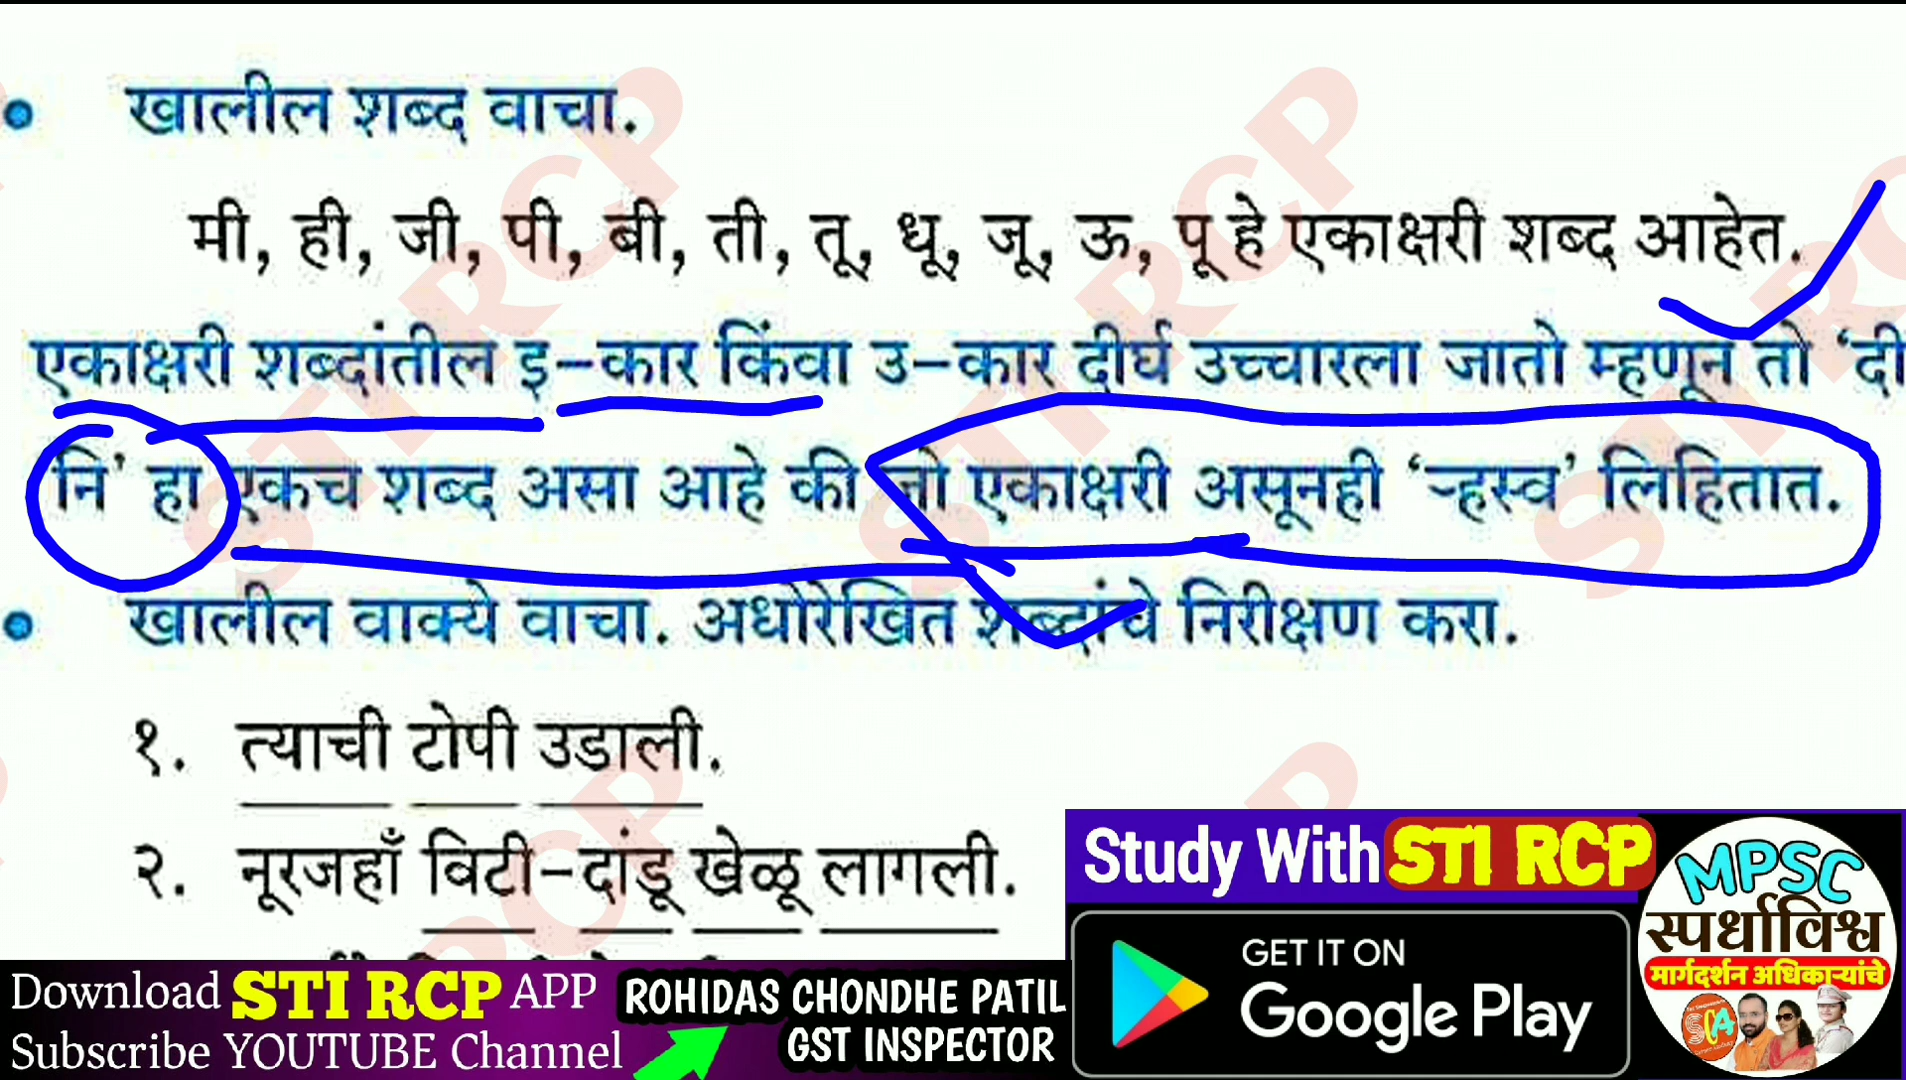 खालील शब्द वाचा.
मी, ही, जी, पी, बी, ती, तू, धू, जू, ऊ, पू हे एकाक्षरी शब्द आहेत.
एकाक्षरी शब्दांतील इ-कार किंवा उ-कार दीर्घ उच्चारला जातो म्हणून तो ‘दी
नि’ हा एकच शब्द असा आहे की जो एकाक्षरी असूनही ‘ऱ्हस्व’ लिहितात.
खालील वाक्ये वाचा. अधोरेखित शब्दांचे निरीक्षण करा.
१. त्याची टोपी उडाली.
२. नूरजहाँ विटी-दांडू खेळू लागली.
Study With STI RCP
GET IT ON
Google Play
MPSC
स्पर्धाविश्व
मार्गदर्शन अधिकाऱ्यांचे
Download STI RCP APP
Subscribe YOUTUBE Channel
ROHIDAS CHONDHE PATIL
GST INSPECTOR
STI RCP